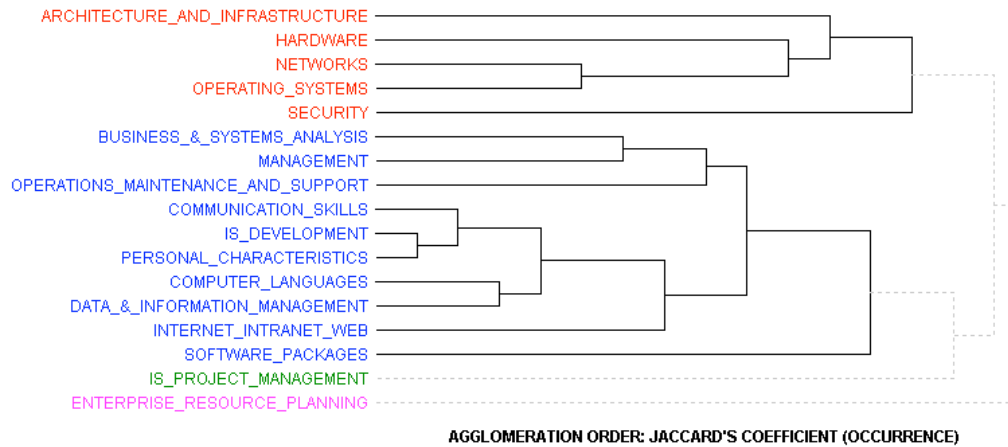 ARCHITECTURE_AND_INFRASTRUCTURE
HARDWARE
NETWORKS
OPERATING_SYSTEMS
SECURITY
BUSINESS_&_SYSTEMS_ANALYSIS
MANAGEMENT
OPERATIONS_MAINTENANCE_AND_SUPPORT
COMMUNICATION_SKILLS
IS_DEVELOPMENT
PERSONAL_CHARACTERISTICS
COMPUTER_LANGUAGES
DATA_&_INFORMATION_MANAGEMENT
INTERNET_INTRANET_WEB
SOFTWARE_PACKAGES
IS_PROJECT_MANAGEMENT
ENTERPRISE_RESOURCE_PLANNING
AGGLOMERATION ORDER: JACCARD'S COEFFICIENT (OCCURRENCE)